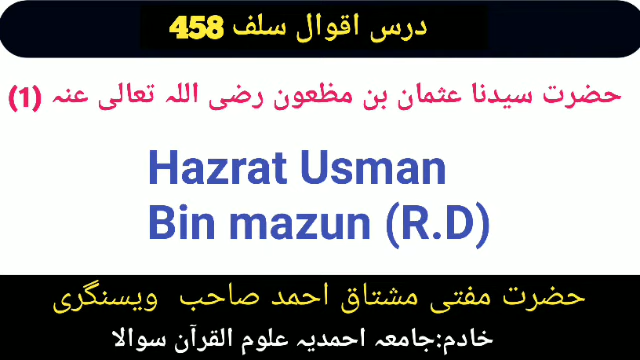 درس اقوال سلف 458
حضرت سیدنا عثمان بن مظعون رضی اللہ تعالی عنہ (1)
Hazrat Usman
Bin mazun (R.D)
حضرت مفتی مشتاق احمد صاحب ویسنگری
خادم:جامعہ احمدیہ علوم القرآن سوالا